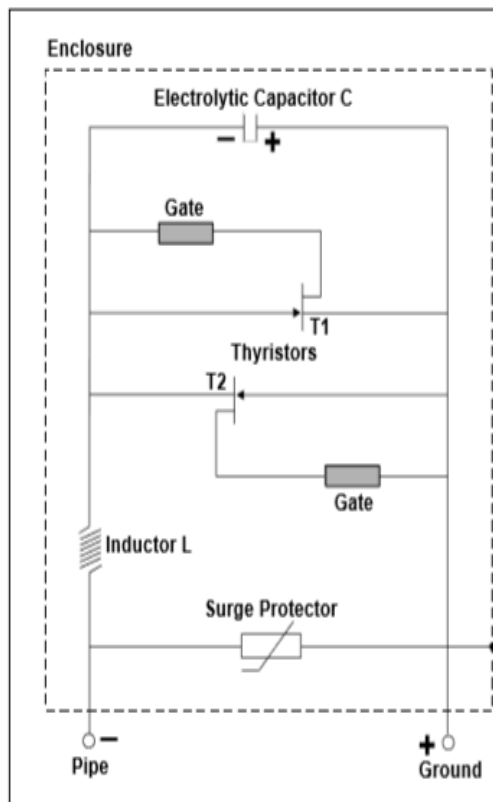 Enclosure
Electrolytic Capacitor C
− +
Gate
T1
Thyristors
T2
Gate
Inductor L
Surge Protector
− +
Pipe Ground